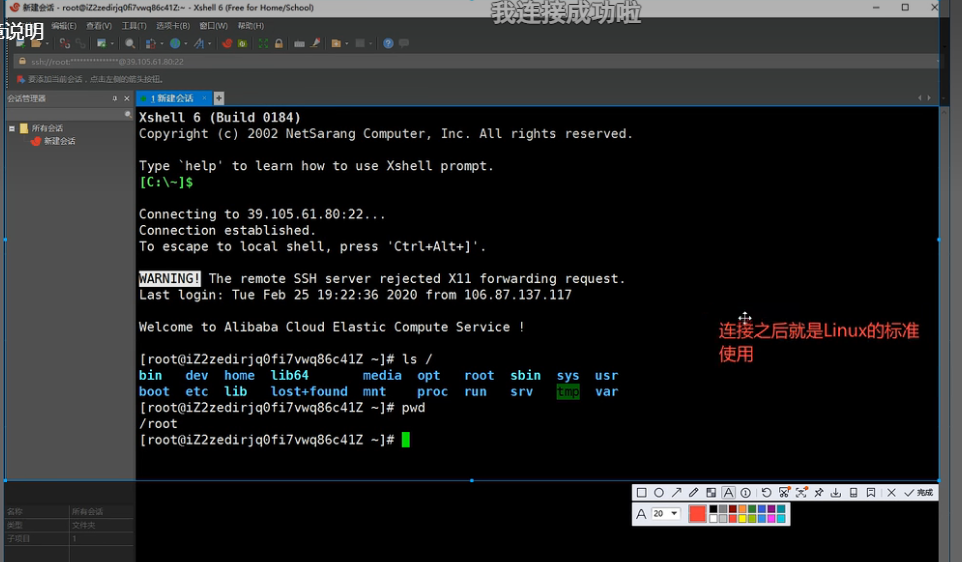 新建会话 - root@iZ2zedirjq0fi7vwq86c41Z:~ - Xshell 6 (Free for Home/School)
我连接成功啦
说明
编辑(E) 查看(V) 工具(T) 选项卡(B) 窗口(W) 帮助(H)
ssh://root:***************@39.105.61.80:22
要添加当前会话，点击左侧的箭头按钮。
会话管理器
1 新建会话
所有会话
新建会话
Xshell 6 (Build 0184)
Copyright (c) 2002 NetSarang Computer, Inc. All rights reserved.
Type `help' to learn how to use Xshell prompt.
[C:\~]$
Connecting to 39.105.61.80:22...
Connection established.
To escape to local shell, press 'Ctrl+Alt+]'.
WARNING! The remote SSH server rejected X11 forwarding request.
Last login: Tue Feb 25 19:22:36 2020 from 106.87.137.117
Welcome to Alibaba Cloud Elastic Compute Service !
连接之后就是Linux的标准
使用
[root@iZ2zedirjq0fi7vwq86c41Z ~]# ls /
bin dev home lib64 media opt root sbin sys usr
boot etc lib lost+found mnt proc run srv tmp var
[root@iZ2zedirjq0fi7vwq86c41Z ~]# pwd
/root
[root@iZ2zedirjq0fi7vwq86c41Z ~]#
完成
A 20
名称 所有会话
类型 文件夹
子项目 1